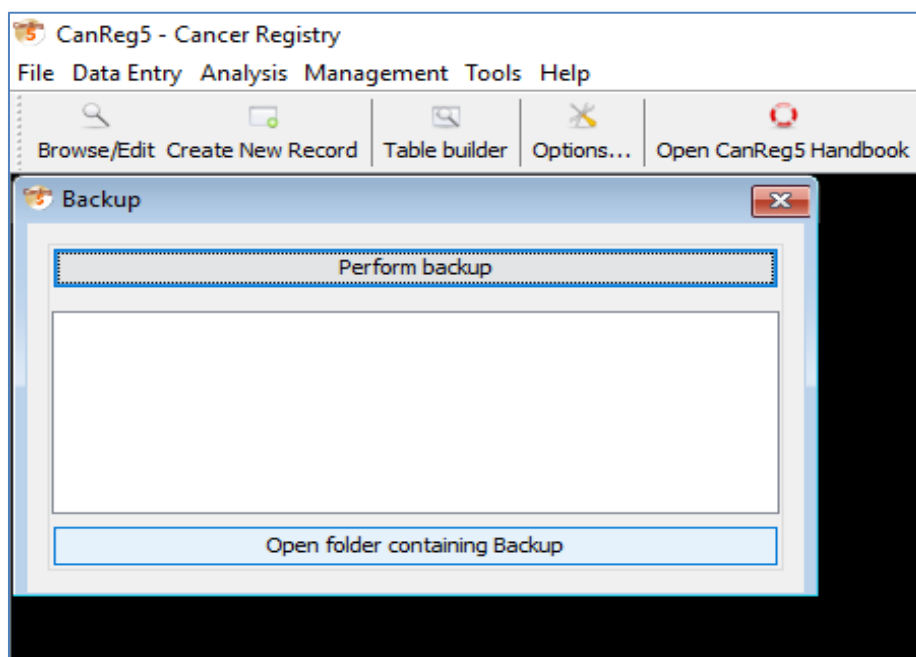 CanReg5 - Cancer Registry
File Data Entry Analysis Management Tools Help
Browse/Edit Create New Record Table builder Options... Open CanReg5 Handbook
Backup
Perform backup
Open folder containing Backup